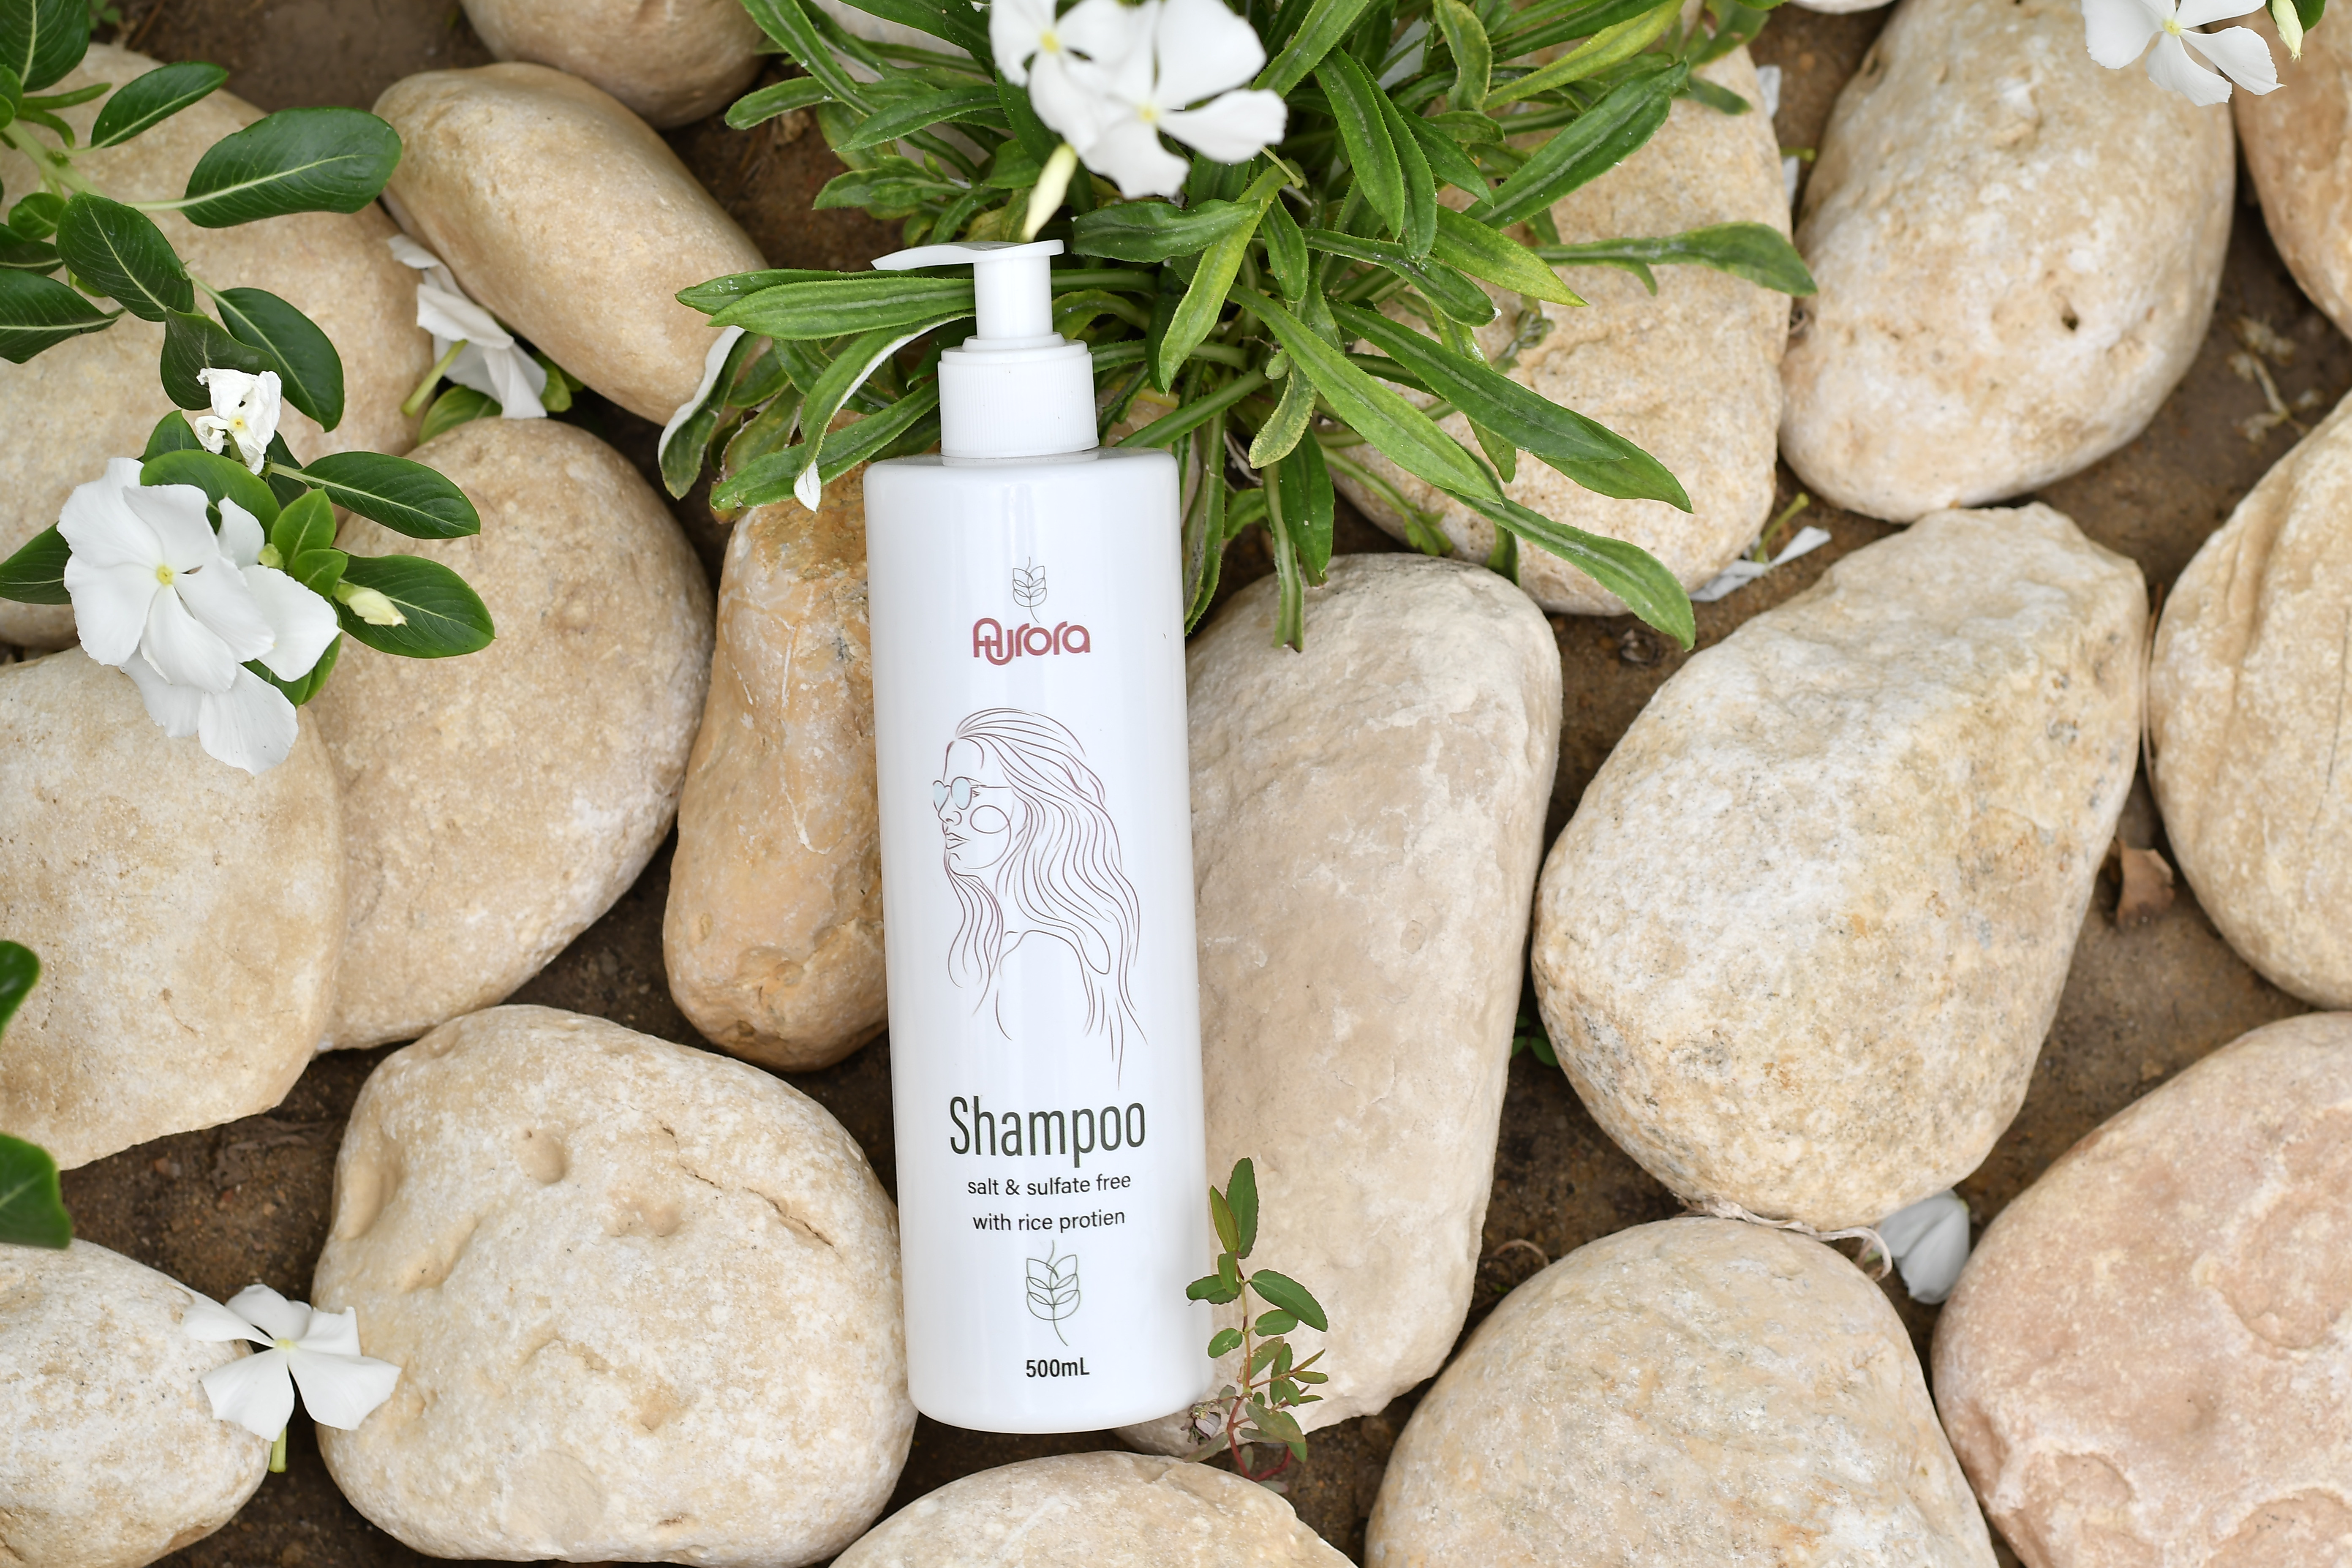 Aurora
Shampoo
salt & sulfate free
with rice protien
500mL